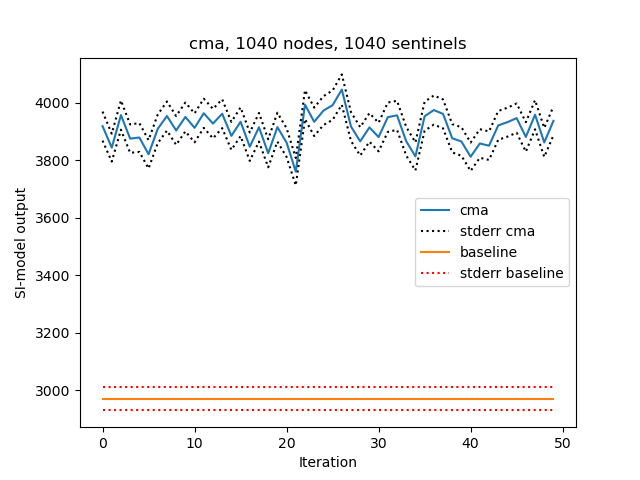 cma, 1040 nodes, 1040 sentinels
4000
3800
3600
3400
3200
3000
SI-model output
cma
stderr cma
baseline
stderr baseline
0 10 20 30 40 50
Iteration